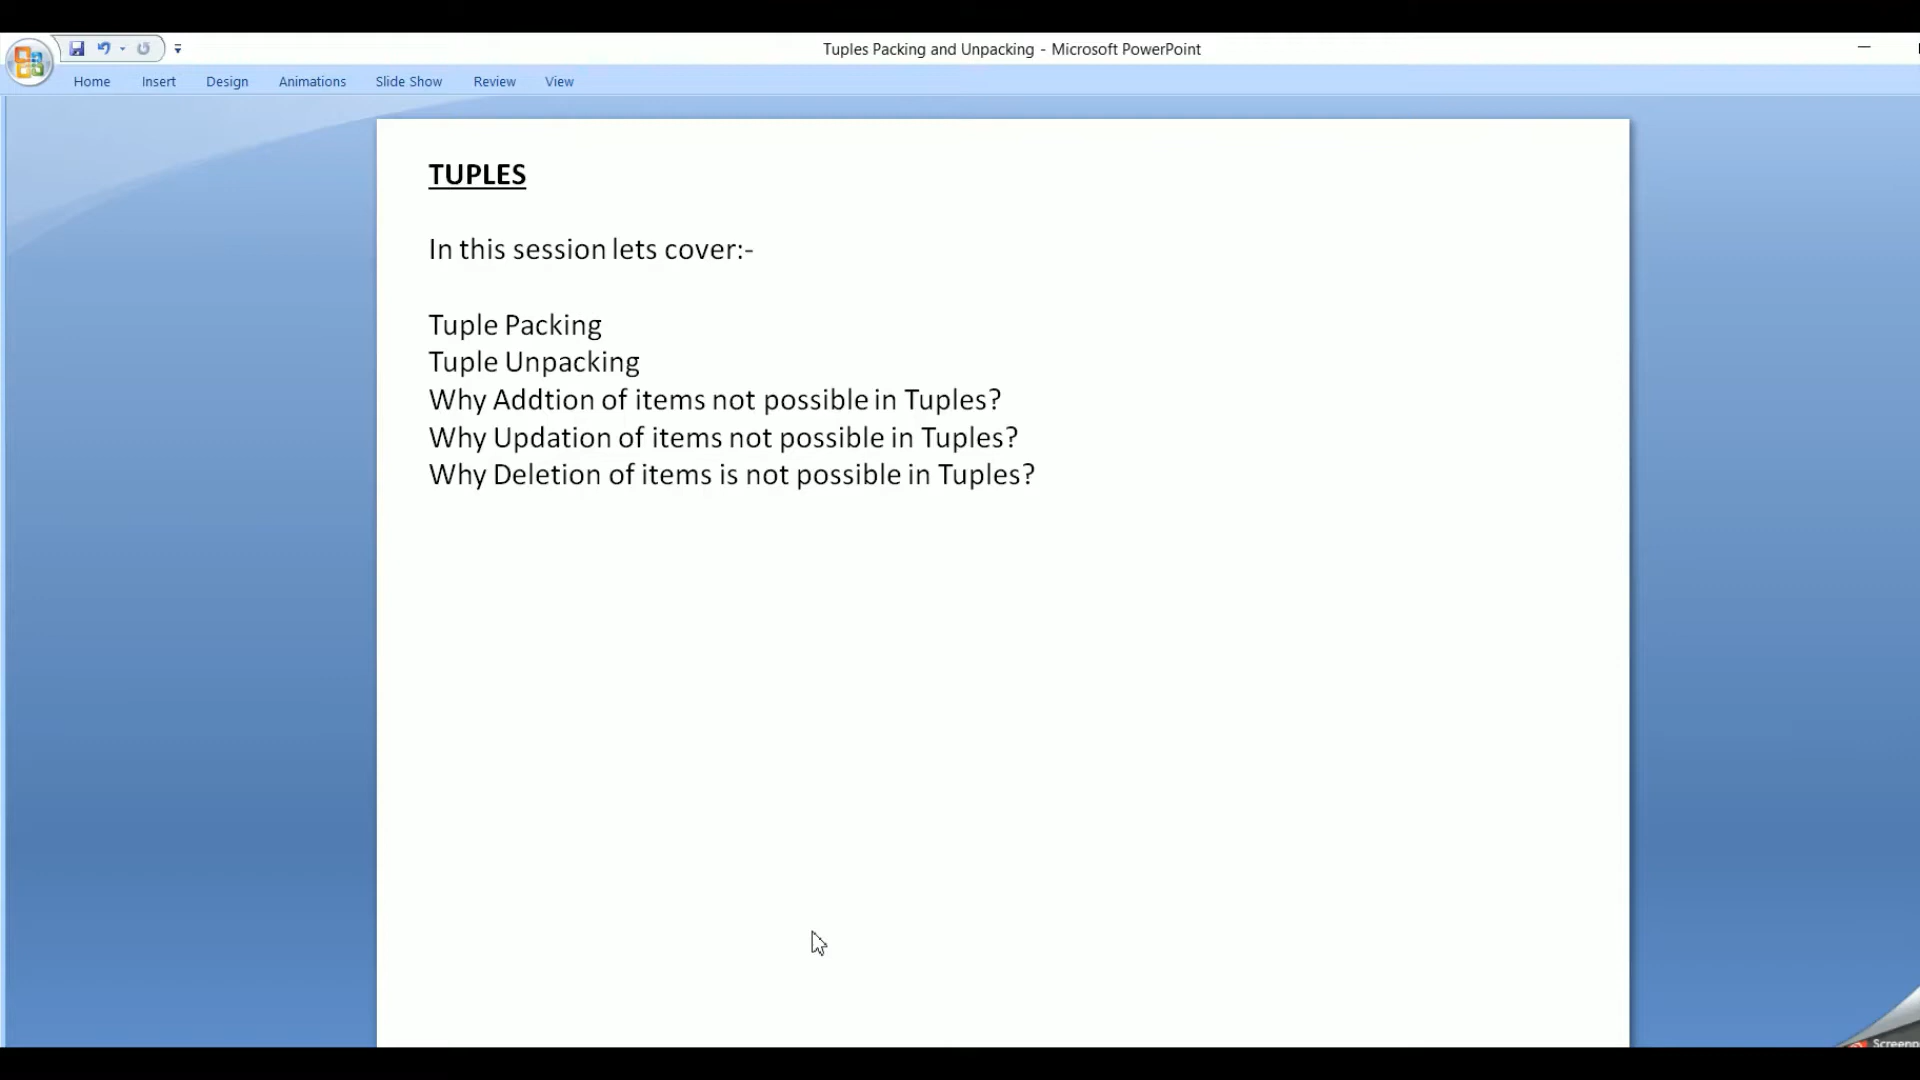 Tuples Packing and Unpacking - Microsoft PowerPoint
Home Insert Design Animations Slide Show Review View
TUPLES
In this session lets cover:-
Tuple Packing
Tuple Unpacking
Why Addtion of items not possible in Tuples?
Why Updation of items not possible in Tuples?
Why Deletion of items is not possible in Tuples?